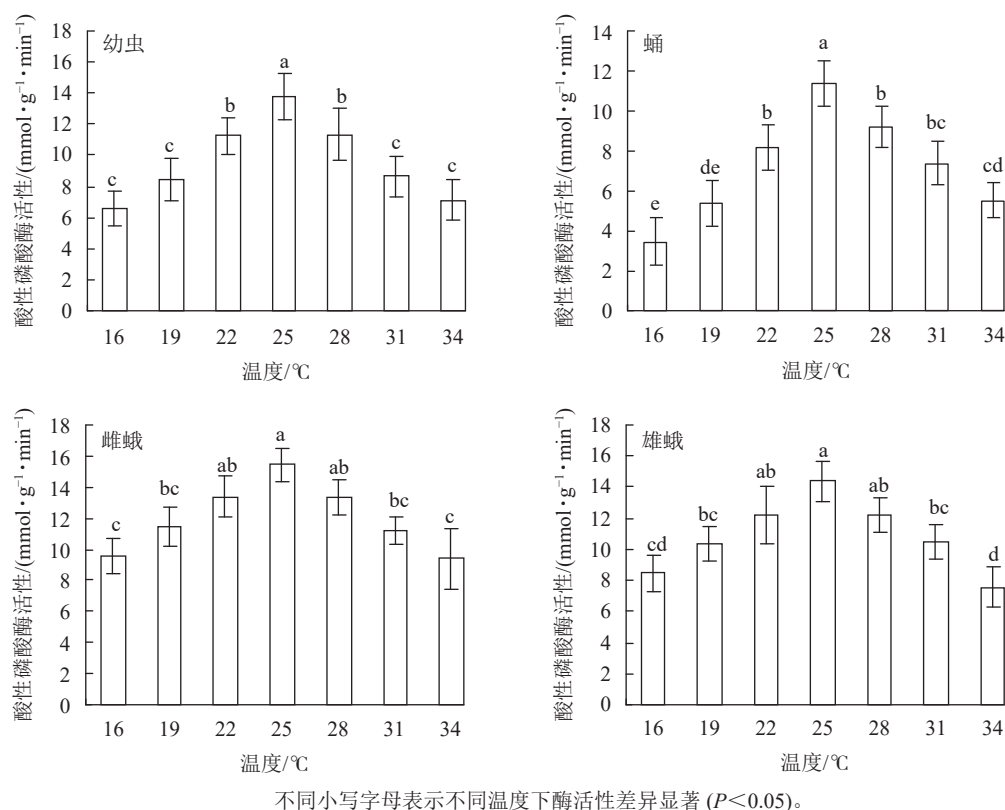 酸性磷酸酶活性/(mmol·g⁻¹·min⁻¹)
18
16
14
12
10
8
6
4
2
0
幼虫
c
c
b
a
b
c
c
16 19 22 25 28 31 34
温度/℃
酸性磷酸酶活性/(mmol·g⁻¹·min⁻¹)
14
12
10
8
6
4
2
0
蛹
e
de
b
a
b
bc
cd
16 19 22 25 28 31 34
温度/℃
酸性磷酸酶活性/(mmol·g⁻¹·min⁻¹)
18
16
14
12
10
8
6
4
2
0
雌蛾
c
bc
ab
a
ab
bc
c
16 19 22 25 28 31 34
温度/℃
酸性磷酸酶活性/(mmol·g⁻¹·min⁻¹)
18
16
14
12
10
8
6
4
2
0
雄蛾
cd
bc
ab
a
ab
bc
d
16 19 22 25 28 31 34
温度/℃
不同小写字母表示不同温度下酶活性差异显著 (P＜0.05)。